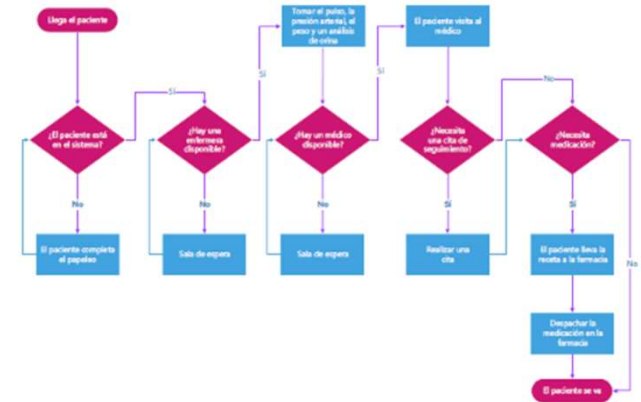 Llega el paciente
Tomar el pulso, la
presión arterial, el
peso y un análisis
de orina
El paciente visita al
médico
Sí
Sí
Sí
No
¿El paciente está
en el sistema?
¿Hay una
enfermera
disponible?
¿Hay un médico
disponible?
¿Necesita
una cita de
seguimiento?
¿Necesita
medicación?
No
No
No
Sí
Sí
No
El paciente completa
el papeleo
Sala de espera
Sala de espera
Realizar una
cita
El paciente lleva la
receta a la farmacia
Despachar la
medicación en la
farmacia
El paciente se va